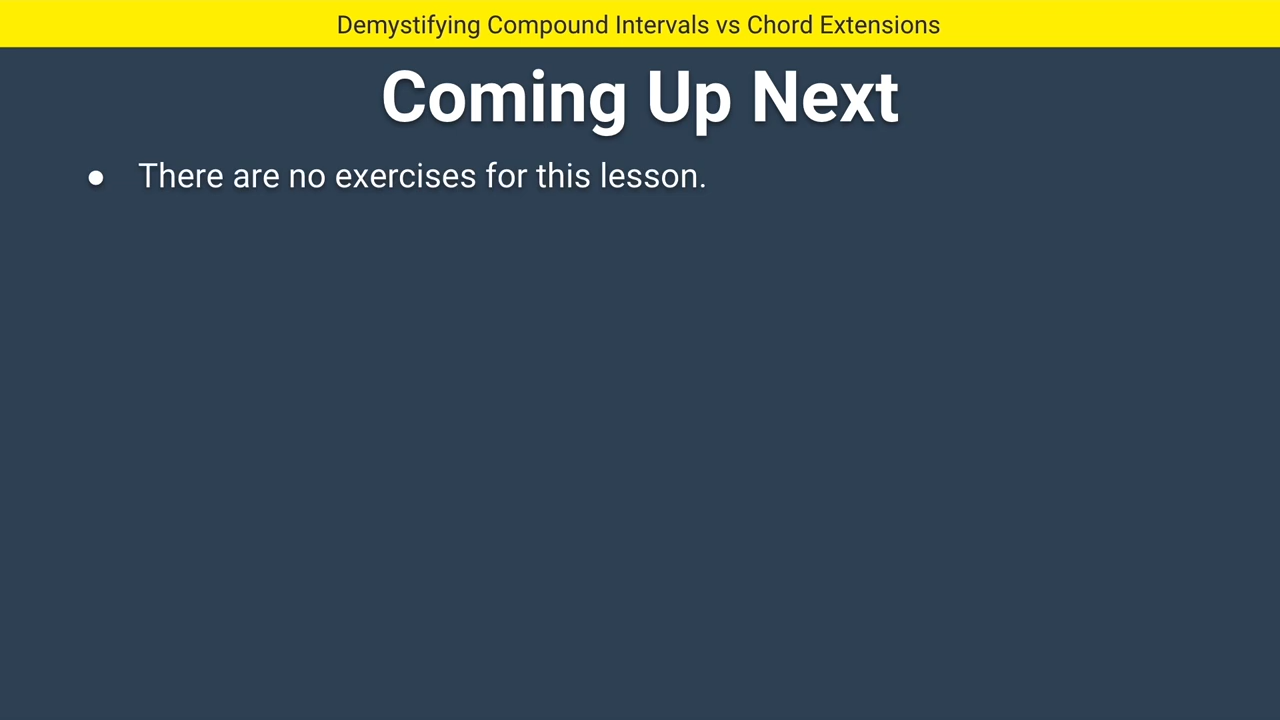 Demystifying Compound Intervals vs Chord Extensions
Coming Up Next
● There are no exercises for this lesson.